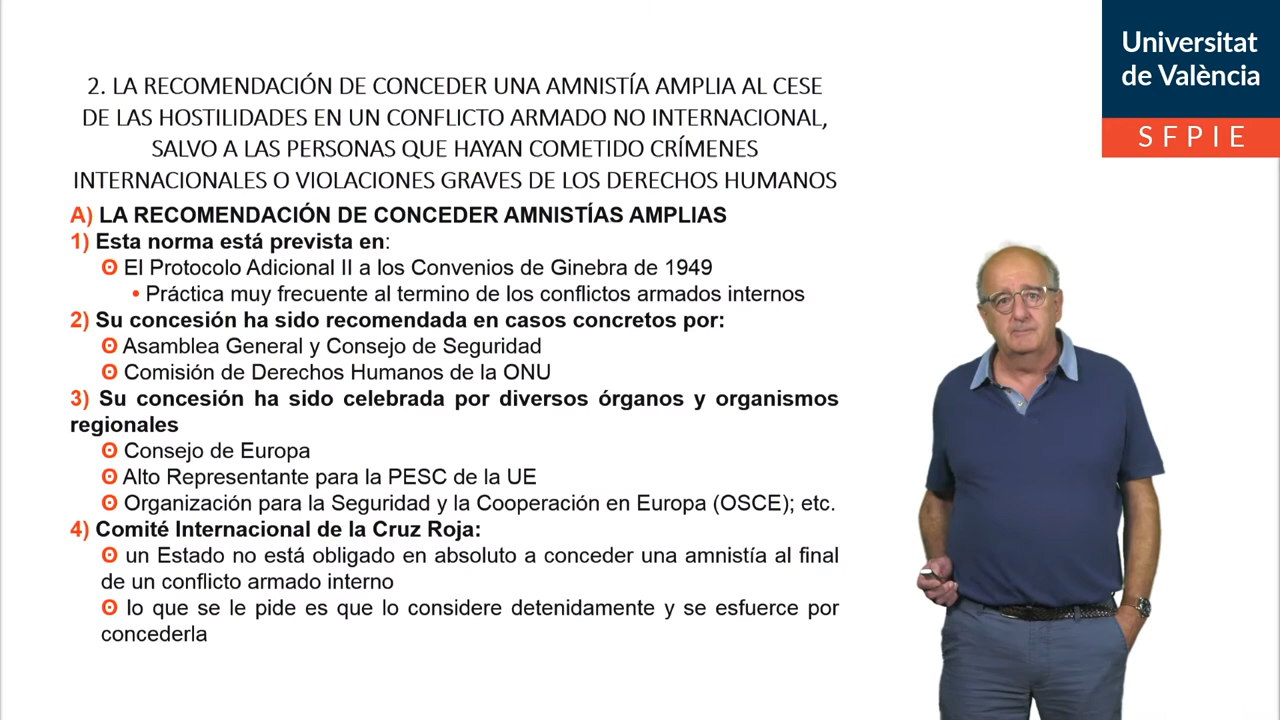 Universitat
de València
SFPIE
2. LA RECOMENDACIÓN DE CONCEDER UNA AMNISTÍA AMPLIA AL CESE
DE LAS HOSTILIDADES EN UN CONFLICTO ARMADO NO INTERNACIONAL,
SALVO A LAS PERSONAS QUE HAYAN COMETIDO CRÍMENES
INTERNACIONALES O VIOLACIONES GRAVES DE LOS DERECHOS HUMANOS
A) LA RECOMENDACIÓN DE CONCEDER AMNISTÍAS AMPLIAS
1) Esta norma está prevista en:
ʘ El Protocolo Adicional II a los Convenios de Ginebra de 1949
• Práctica muy frecuente al termino de los conflictos armados internos
2) Su concesión ha sido recomendada en casos concretos por:
ʘ Asamblea General y Consejo de Seguridad
ʘ Comisión de Derechos Humanos de la ONU
3) Su concesión ha sido celebrada por diversos órganos y organismos
regionales
ʘ Consejo de Europa
ʘ Alto Representante para la PESC de la UE
ʘ Organización para la Seguridad y la Cooperación en Europa (OSCE); etc.
4) Comité Internacional de la Cruz Roja:
ʘ un Estado no está obligado en absoluto a conceder una amnistía al final
de un conflicto armado interno
ʘ lo que se le pide es que lo considere detenidamente y se esfuerce por
concederla